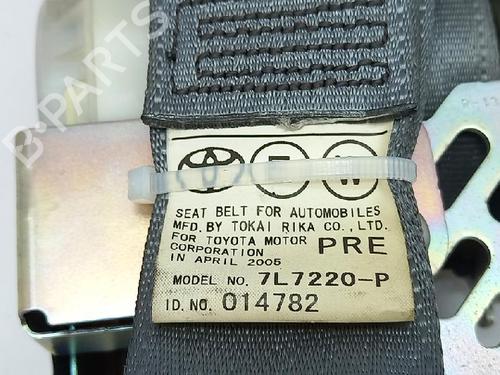 B-PARTS
W
SEAT BELT FOR AUTOMOBILES
MFD. BY TOKAI RIKA CO., LTD.
FOR TOYOTA MOTOR
CORPORATION PRE
IN APRIL 2005
MODEL NO. 7L7220-P
ID. NO. 014782